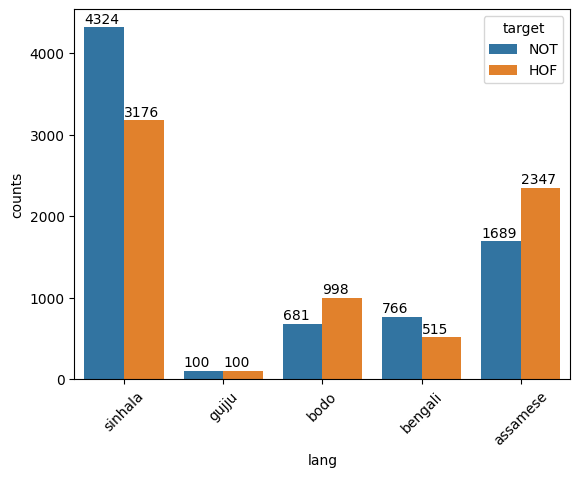 target
NOT
HOF
counts
4000
3000
2000
1000
0
4324
3176
100
100
681
998
766
515
1689
2347
sinhala
gujju
bodo
bengali
assamese
lang